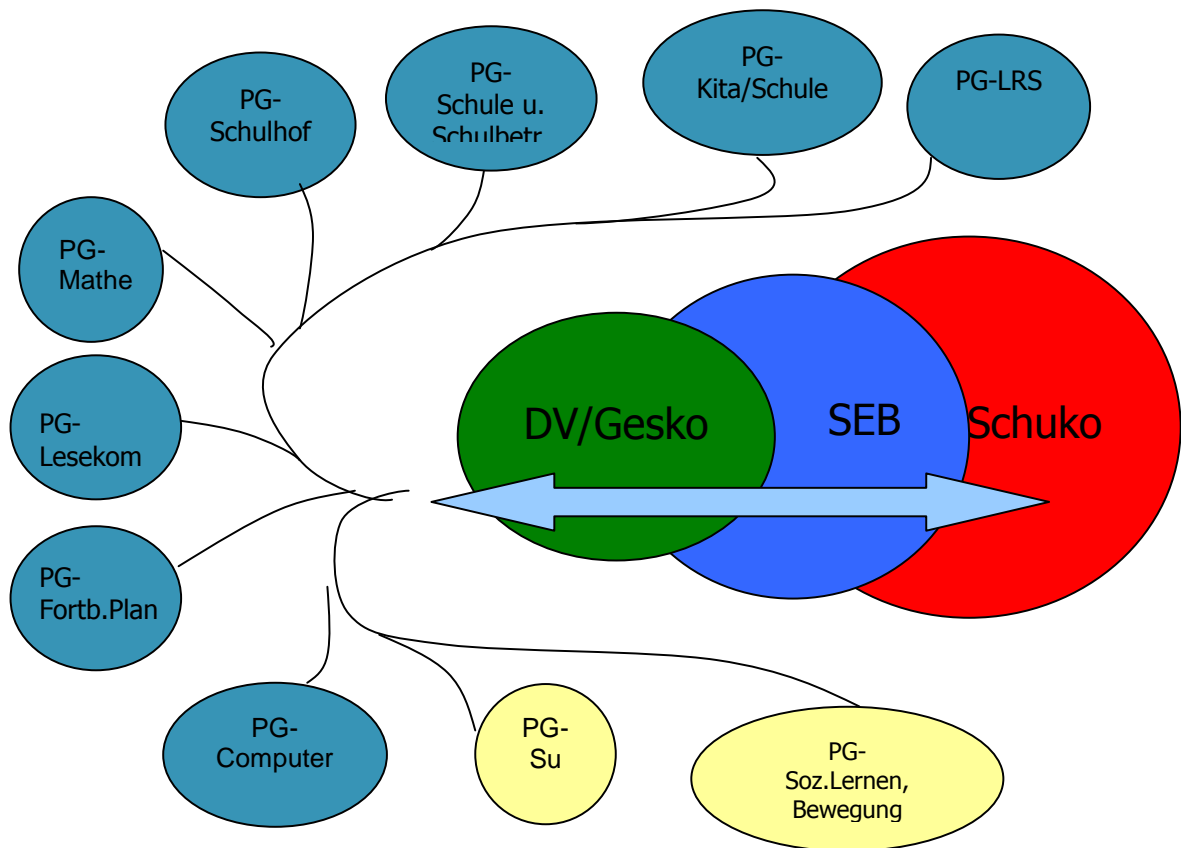 PG-
Schulhof
PG-
Schule u.
Schulbetr.
PG-
Kita/Schule
PG-LRS
PG-
Mathe
PG-
Lesekom
PG-
Fortb.Plan
DV/Gesko
SEB
Schuko
PG-
Computer
PG-
Su
PG-
Soz.Lernen,
Bewegung